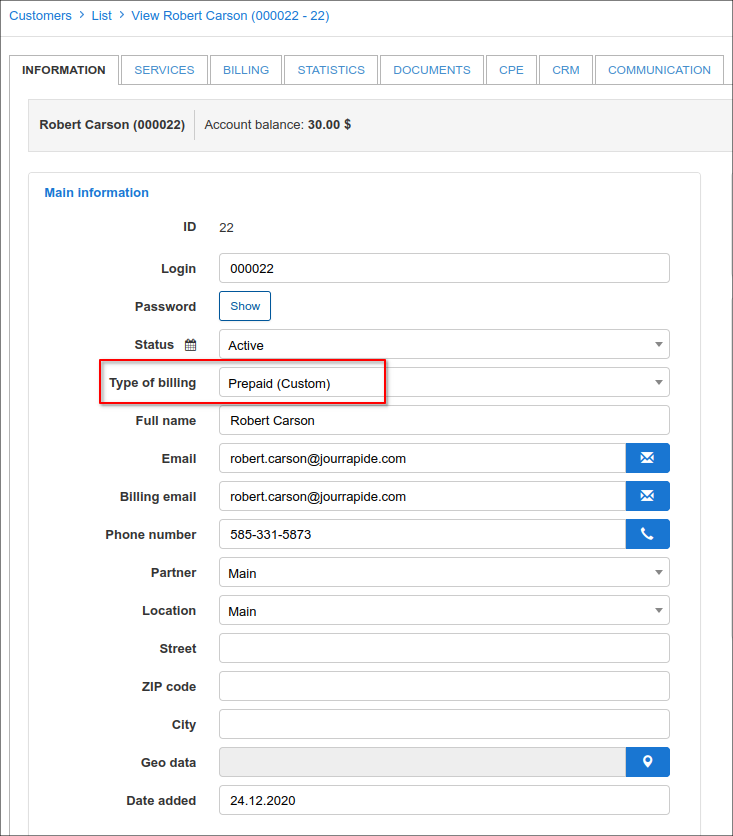 Customers > List > View Robert Carson (000022 - 22)
INFORMATION SERVICES BILLING STATISTICS DOCUMENTS CPE CRM COMMUNICATION
Robert Carson (000022) Account balance: 30.00 $
Main information
ID 22
Login 000022
Password Show
Status Active
Type of billing Prepaid (Custom)
Full name Robert Carson
Email robert.carson@jourrapide.com
Billing email robert.carson@jourrapide.com
Phone number 585-331-5873
Partner Main
Location Main
Street
ZIP code
City
Geo data
Date added 24.12.2020